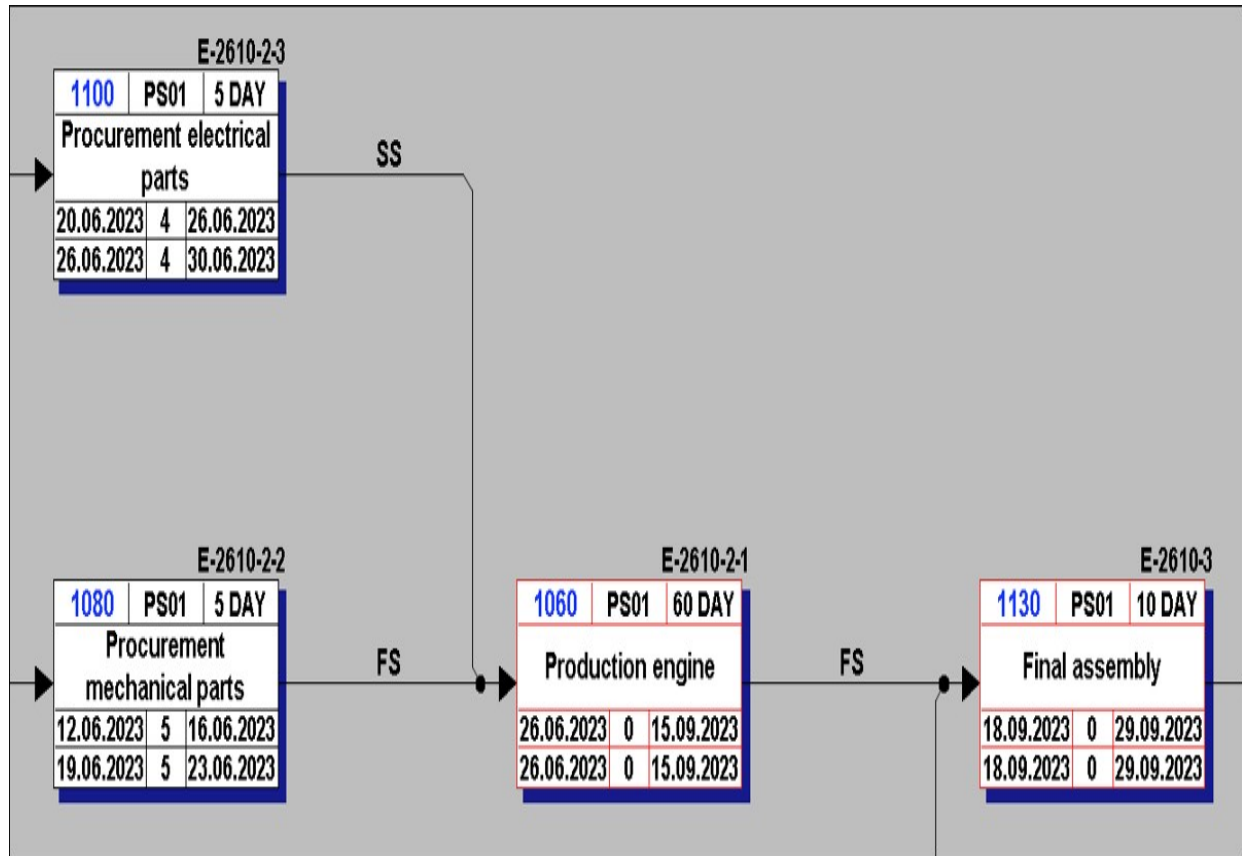 E-2610-2-3
1100 PS01 5 DAY
Procurement electrical
parts
20.06.2023 4 26.06.2023
26.06.2023 4 30.06.2023
SS
E-2610-2-2
1080 PS01 5 DAY
Procurement
mechanical parts
12.06.2023 5 16.06.2023
19.06.2023 5 23.06.2023
FS
E-2610-2-1
1060 PS01 60 DAY
Production engine
26.06.2023 0 15.09.2023
26.06.2023 0 15.09.2023
FS
E-2610-3
1130 PS01 10 DAY
Final assembly
18.09.2023 0 29.09.2023
18.09.2023 0 29.09.2023